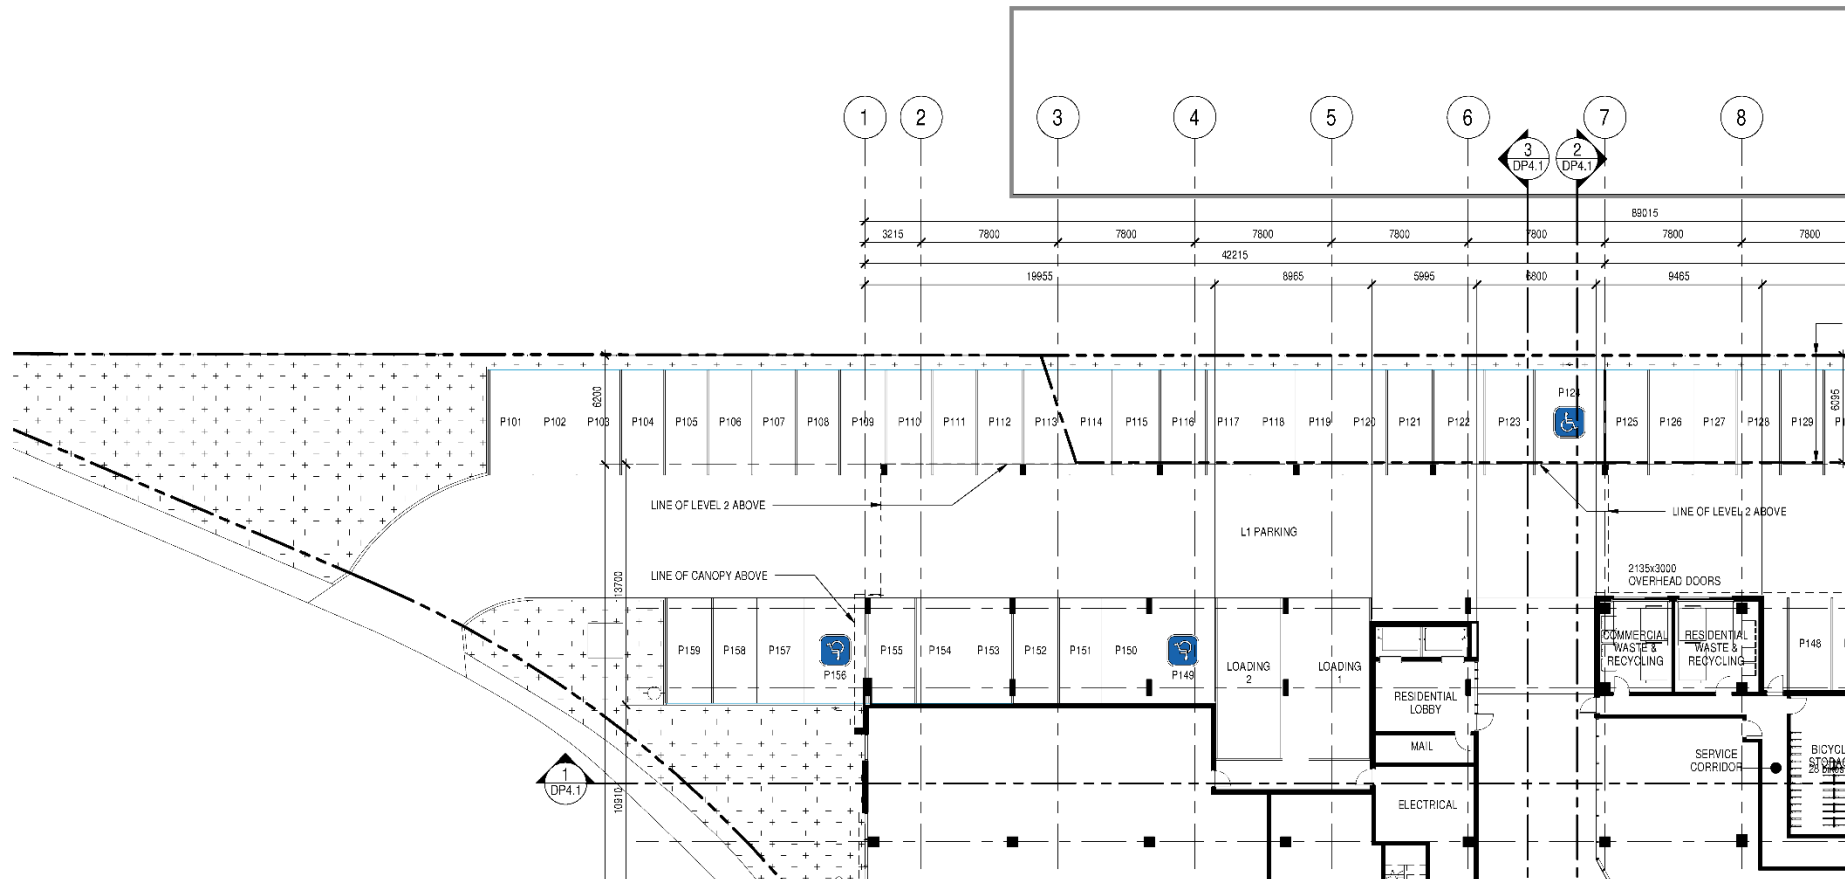 1
2
3
4
5
6
7
8
3
DP4.1
2
DP4.1
89015
3215
7800
7800
7800
7800
7800
7800
7800
42215
19955
8965
5995
6800
9465
6200
6095
P101
P102
P103
P104
P105
P106
P107
P108
P109
P110
P111
P112
P113
P114
P115
P116
P117
P118
P119
P120
P121
P122
P123
P124
P125
P126
P127
P128
P129
LINE OF LEVEL 2 ABOVE
LINE OF LEVEL 2 ABOVE
L1 PARKING
LINE OF CANOPY ABOVE
13700
2135x3000
OVERHEAD DOORS
P159
P158
P157
P156
P155
P154
P153
P152
P151
P150
P149
LOADING
2
LOADING
1
RESIDENTIAL
LOBBY
COMMERCIAL
WASTE &
RECYCLING
RESIDENTIAL
WASTE &
RECYCLING
P148
MAIL
SERVICE
CORRIDOR
1
DP4.1
10910
ELECTRICAL